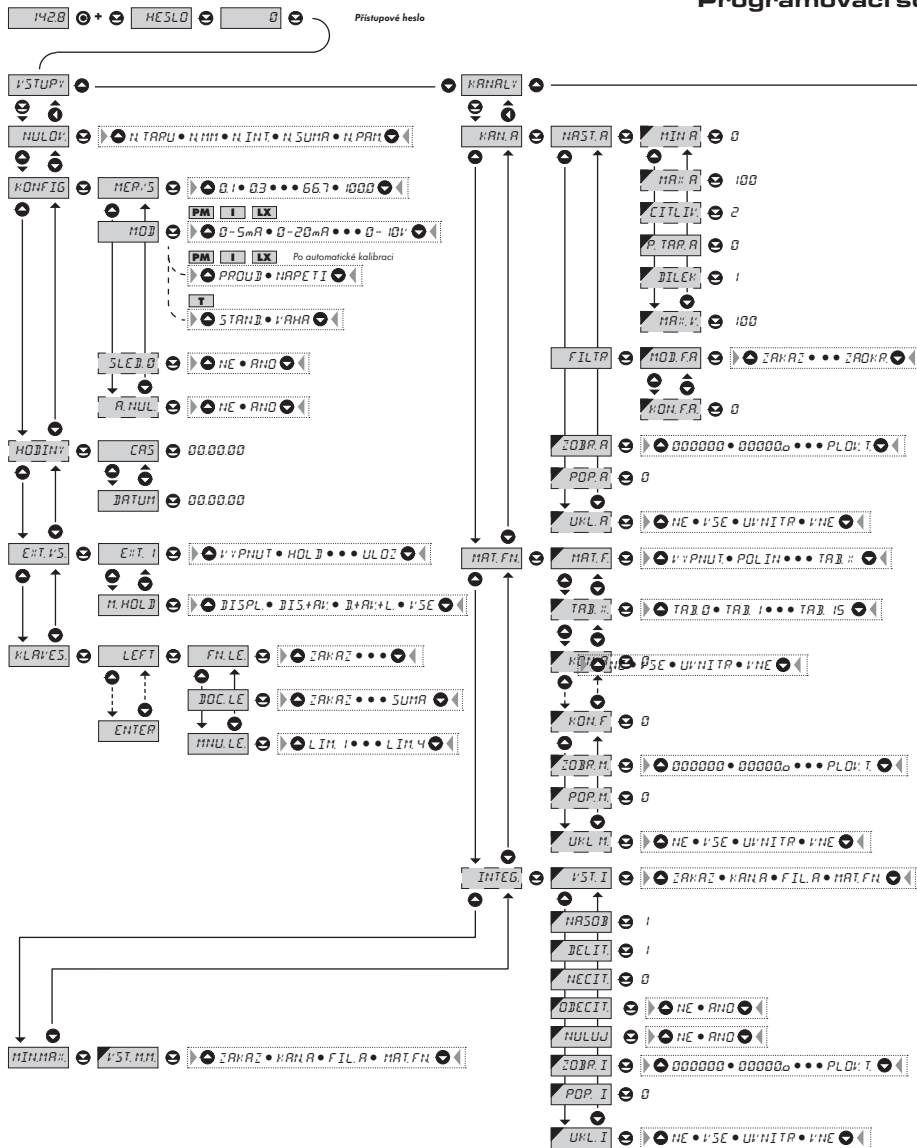 Programovací s
1428 + HESLO 0 Přístupové heslo
VSTUPY
KANALY
NULOV. N. TARU • N. MM • N. INT. • N. SUMA • N. PAM.
KAN. A NAST. A MIN A 0
KONFIG MER/S 0.1 • 0.3 • • • 66.7 • 100.0
MAX A 100
PM I LX
MOD 0-5mA • 0-20mA • • • 0-10V
CITLIV. 2
PM I LX Po automatické kalibraci
P. TAR. A 0
PROUD • NAPETI
DILEK 1
T
STAND. • VAHA
MAX. V. 100
SLED. 0 NE • ANO
FILTR MOD. F.A ZAKAZ • • • ZAOKR.
A. NUL. NE • ANO
KON. F.A. 0
HODINY CAS 00.00.00
ZOBR. A 000000 • 00000.o • • • PLOV. T.
DATUM 00.00.00
POP. A 0
UKL. A NE • VSE • UVNITR • VNE
EXT. VS. EXT. 1 VYPNUT • HOLD • • • ULOZ
MAT. FN. MAT. F. VYPNUT • POLIN • • • TAB. X
M. HOLD DISPL. • DIS.+AV. • D+AV.+L. • VSE
TAB. X. TAB. 0 • TAB. 1 • • • TAB. 15
KLAVES. LEFT FN. LE. ZAKAZ • • •
NE • VSE • UVNITR • VNE
DOC. LE ZAKAZ • • • SUMA
KON. F 0
ENTER
MNU. LE. LIM. 1 • • • LIM. 4
ZOBR. M. 000000 • 00000.o • • • PLOV. T.
POP. M. 0
UKL M. NE • VSE • UVNITR • VNE
INTEG. VST. I ZAKAZ • KAN. A • FIL. A • MAT. FN.
NASOB 1
DELIT. 1
NECIT. 0
ODECIT. NE • ANO
NULUJ NE • ANO
MIN.MAX. VST. M.M. ZAKAZ • KAN. A • FIL. A • MAT. FN.
ZOBR. I 000000 • 00000.o • • • PLOV. T.
POP. I 0
UKL. I NE • VSE • UVNITR • VNE